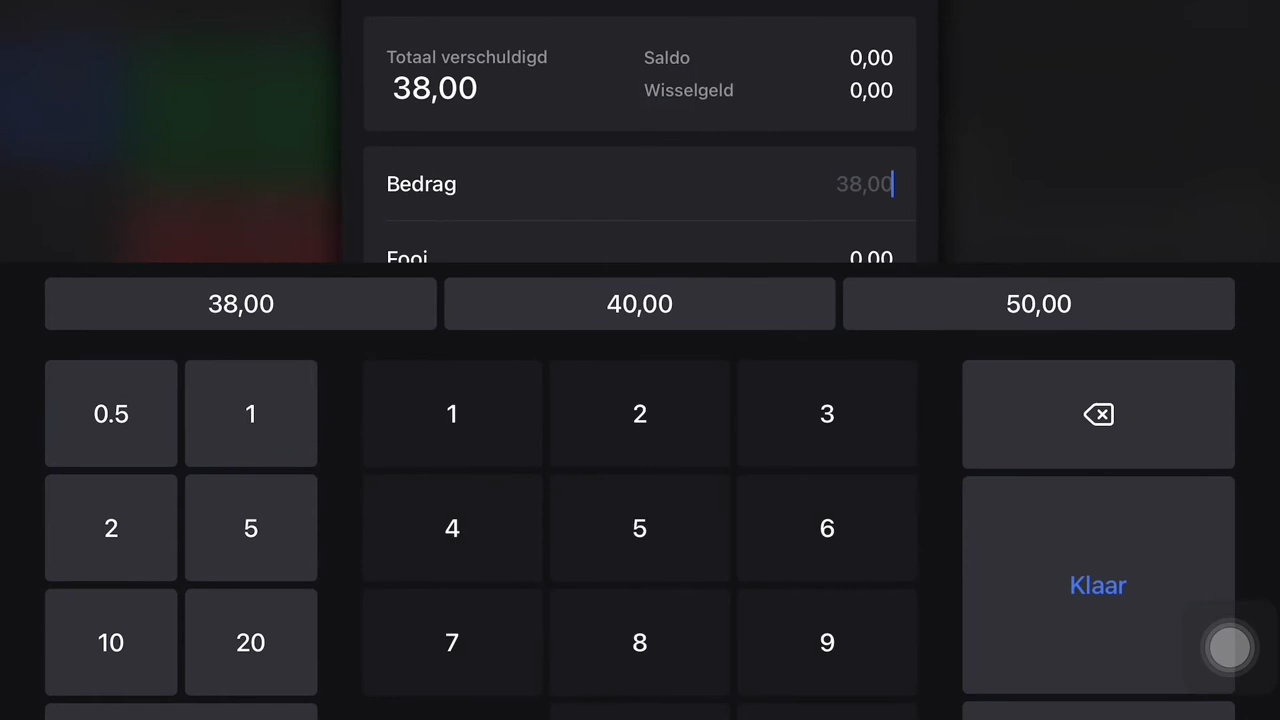 Totaal verschuldigd
38,00
Saldo 0,00
Wisselgeld 0,00
Bedrag 38,00
Fooi 0,00
38,00 40,00 50,00
0.5 1 1 2 3
2 5 4 5 6
Klaar
10 20 7 8 9